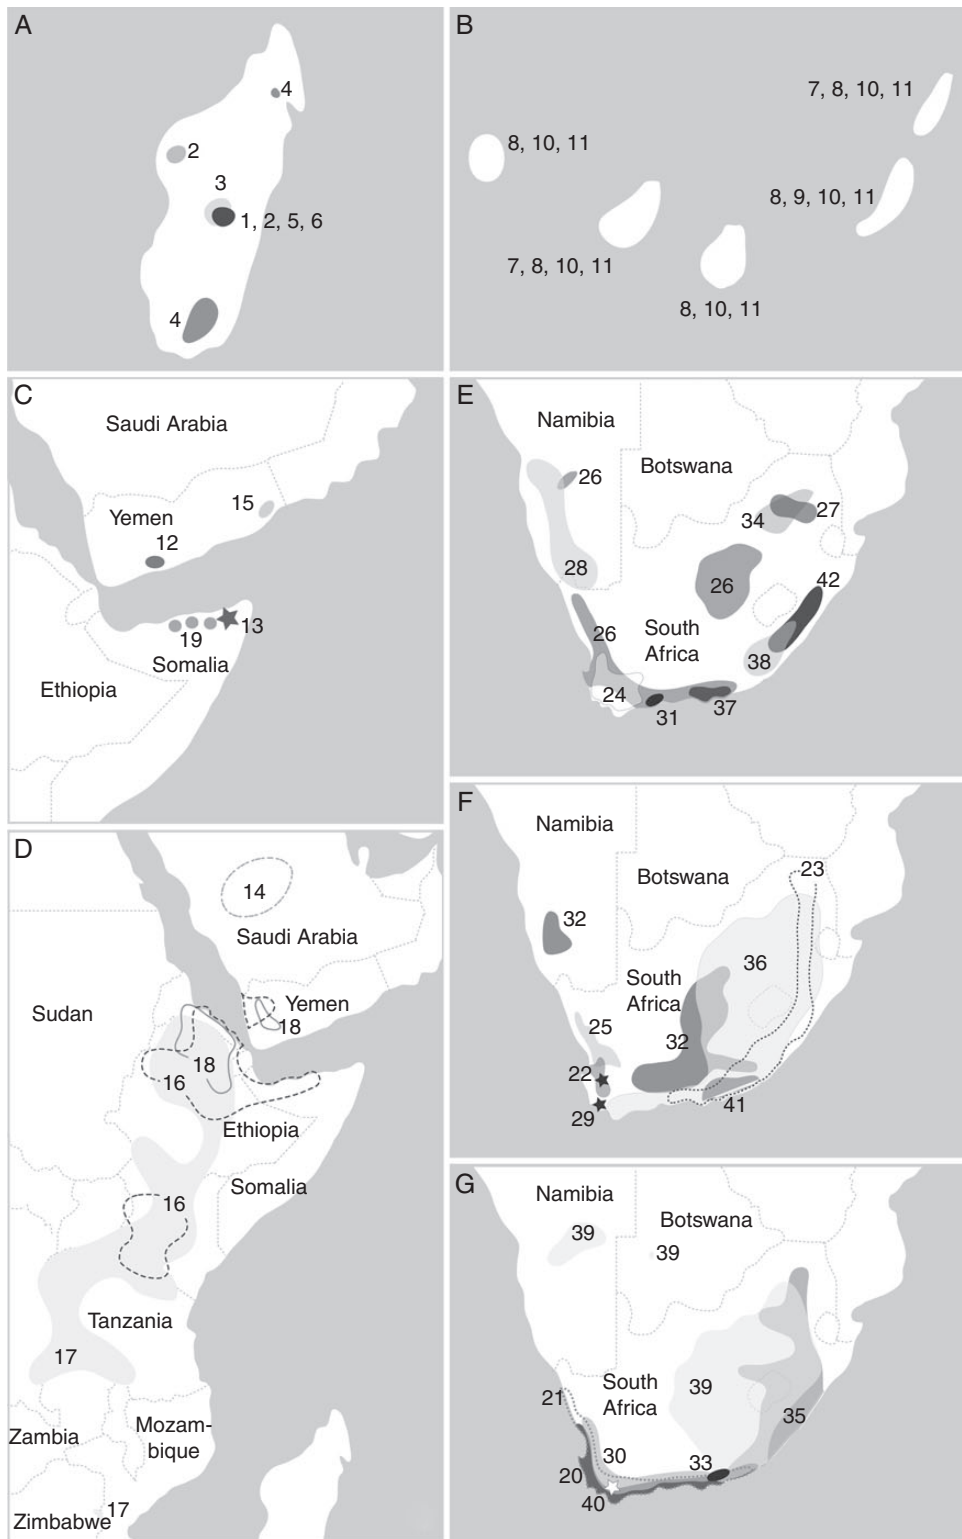 A
4
2
3
1, 2, 5, 6
4
B
7, 8, 10, 11
8, 10, 11
8, 9, 10, 11
7, 8, 10, 11
8, 10, 11
C
Saudi Arabia
15
Yemen
12
13
19
Somalia
Ethiopia
D
14
Saudi Arabia
Sudan
Yemen
18
18
16
Ethiopia
16
Somalia
Tanzania
17
Zambia
Mozam-
bique
17
Zimbabwe
E
Namibia
Botswana
26
27
34
28
26
42
26
South
Africa
38
24
31
37
F
Namibia
Botswana
23
32
36
South
Africa
25
32
22
29
41
G
Namibia
Botswana
39
39
21
South
Africa
39
35
30
33
20
40